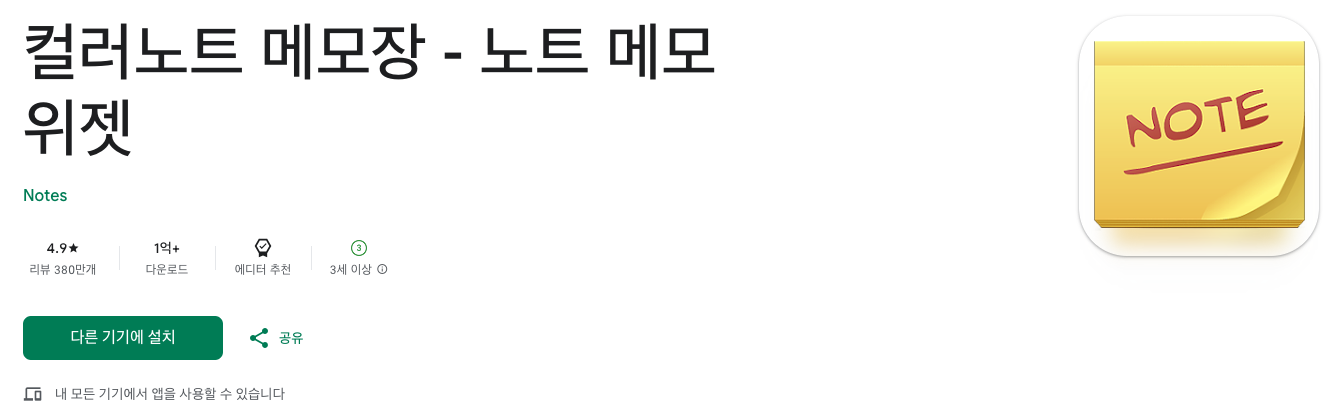 컬러노트 메모장 - 노트 메모
위젯
NOTE
Notes
4.9★ 1억+ 3
리뷰 380만개 다운로드 에디터 추천 3세 이상
다른 기기에 설치 공유
내 모든 기기에서 앱을 사용할 수 있습니다